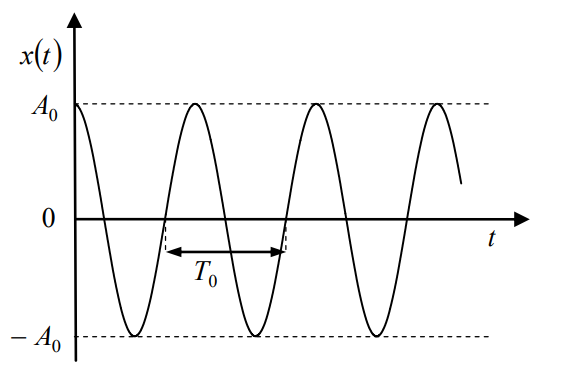 x(t)
A₀
0
t
T₀
− A₀